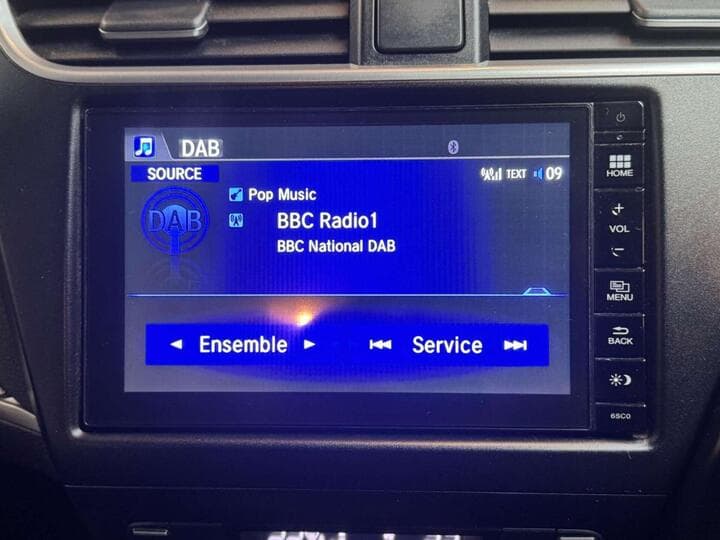 DAB
SOURCE
TEXT 09
DAB
Pop Music
BBC Radio1
BBC National DAB
Ensemble
Service
HOME
+
VOL
−
MENU
BACK
6SC0